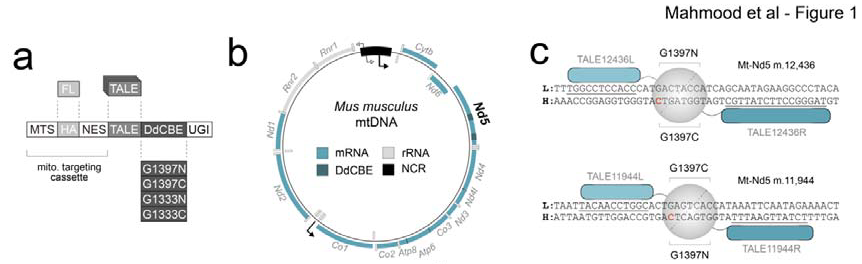 Mahmood et al - Figure 1
a
FL
TALE
MTS HA NES TALE DdCBE UGI
mito. targeting
cassette
G1397N
G1397C
G1333N
G1333C
b
Mus musculus
mtDNA
mRNA
rRNA
DdCBE
NCR
Rnr1
Rnr2
Nd1
Nd2
Co1
Co2
Atp8
Atp6
Co3
Nd3
Nd4l
Nd4
Nd5
Nd6
Cytb
c
G1397N
TALE12436L
Mt-Nd5 m.12,436
L:TTTGGCCTCCACCCATGACTACCATCAGCAATAGAAGGCCCTACA
H:AAACCGGAGGTGGGTACTGATGGTAGTCGTTATCTTCCGGGATGT
G1397C
TALE12436R
G1397C
TALE11944L
Mt-Nd5 m.11,944
L:TAATTACAACCTGGCACTGAGTCACCATAAATTCAATAGAAAACT
H:ATTAATGTTGGACCGTGACTCAGTGGTATTTAAGTTATCTTTTGA
G1397N
TALE11944R